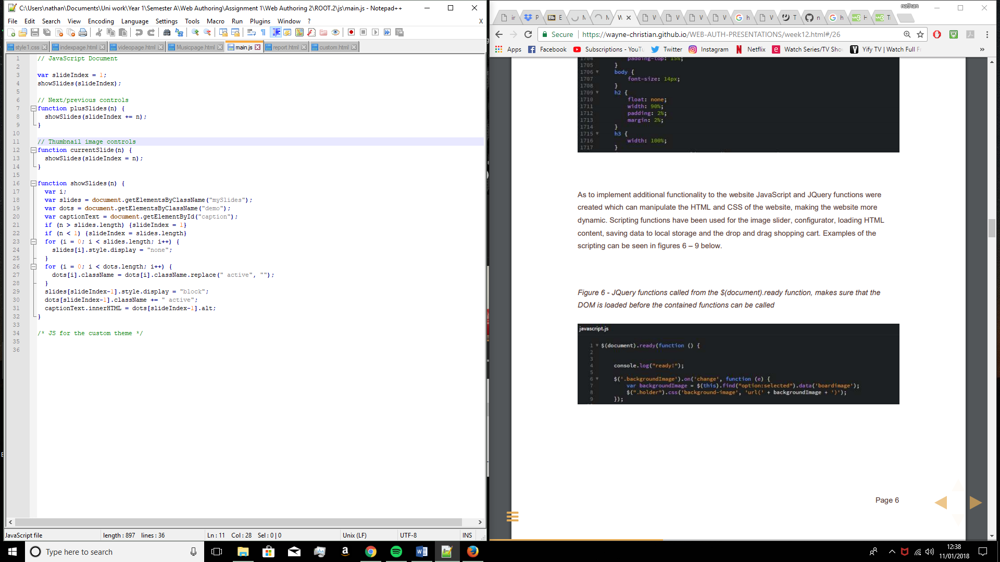 C:\Users\nathan\Documents\Uni work\Year 1\Semester A\Web Authoring\Assignment 1\Web Authoring 2\ROOT.2\js\main.js - Notepad++
File Edit Search View Encoding Language Settings Tools Macro Run Plugins Window ? X
style1.css indexpage.html videopage.html Musicpage.html main.js report.html custom.html
1 // JavaScript Document
2
3 var slideIndex = 1;
4 showSlides(slideIndex);
5
6 // Next/previous controls
7 function plusSlides(n) {
8 showSlides(slideIndex += n);
9 }
10
11 // Thumbnail image controls
12 function currentSlide(n) {
13 showSlides(slideIndex = n);
14 }
15
16 function showSlides(n) {
17 var i;
18 var slides = document.getElementsByClassName("mySlides");
19 var dots = document.getElementsByClassName("demo");
20 var captionText = document.getElementById("caption");
21 if (n > slides.length) {slideIndex = 1}
22 if (n < 1) {slideIndex = slides.length}
23 for (i = 0; i < slides.length; i++) {
24 slides[i].style.display = "none";
25 }
26 for (i = 0; i < dots.length; i++) {
27 dots[i].className = dots[i].className.replace(" active", "");
28 }
29 slides[slideIndex-1].style.display = "block";
30 dots[slideIndex-1].className += " active";
31 captionText.innerHTML = dots[slideIndex-1].alt;
32 }
33
34 /* JS for the custom theme */
35
36
JavaScript file length : 897 lines : 36 Ln : 11 Col : 28 Sel : 0 | 0 Unix (LF) UTF-8 INS
nathan
Secure https://wayne-christian.github.io/WEB-AUTH-PRESENTATIONS/week12.html#/26
Apps Facebook Subscriptions - YouTu Twitter Instagram Netflix Watch Series/TV Sho Yify TV | Watch Full F »
1704 padding-top: 15%;
1705 }
1706 body {
1707 font-size: 14px;
1708 }
1709 h2 {
1710 float: none;
1711 width: 90%;
1712 padding: 2%;
1713 margin: 2%;
1714 }
1715 h3 {
1716 width: 100%;
1717 }
As to implement additional functionality to the website JavaScript and JQuery functions were
created which can manipulate the HTML and CSS of the website, making the website more
dynamic. Scripting functions have been used for the image slider, configurator, loading HTML
content, saving data to local storage and the drop and drag shopping cart. Examples of the
scripting can be seen in figures 6 – 9 below.
Figure 6 - JQuery functions called from the $(document).ready function, makes sure that the
DOM is loaded before the contained functions can be called
javascript.js
1 $(document).ready(function () {
2
3
4 console.log("ready!");
5
6 $('.backgroundImage').on('change', function (e) {
7 var backgroundImage = $(this).find("option:selected").data('boardimage');
8 $(".holder").css('background-image', 'url(' + backgroundImage + ')');
9 });
Page 6
Type here to search
12:38
11/01/2018